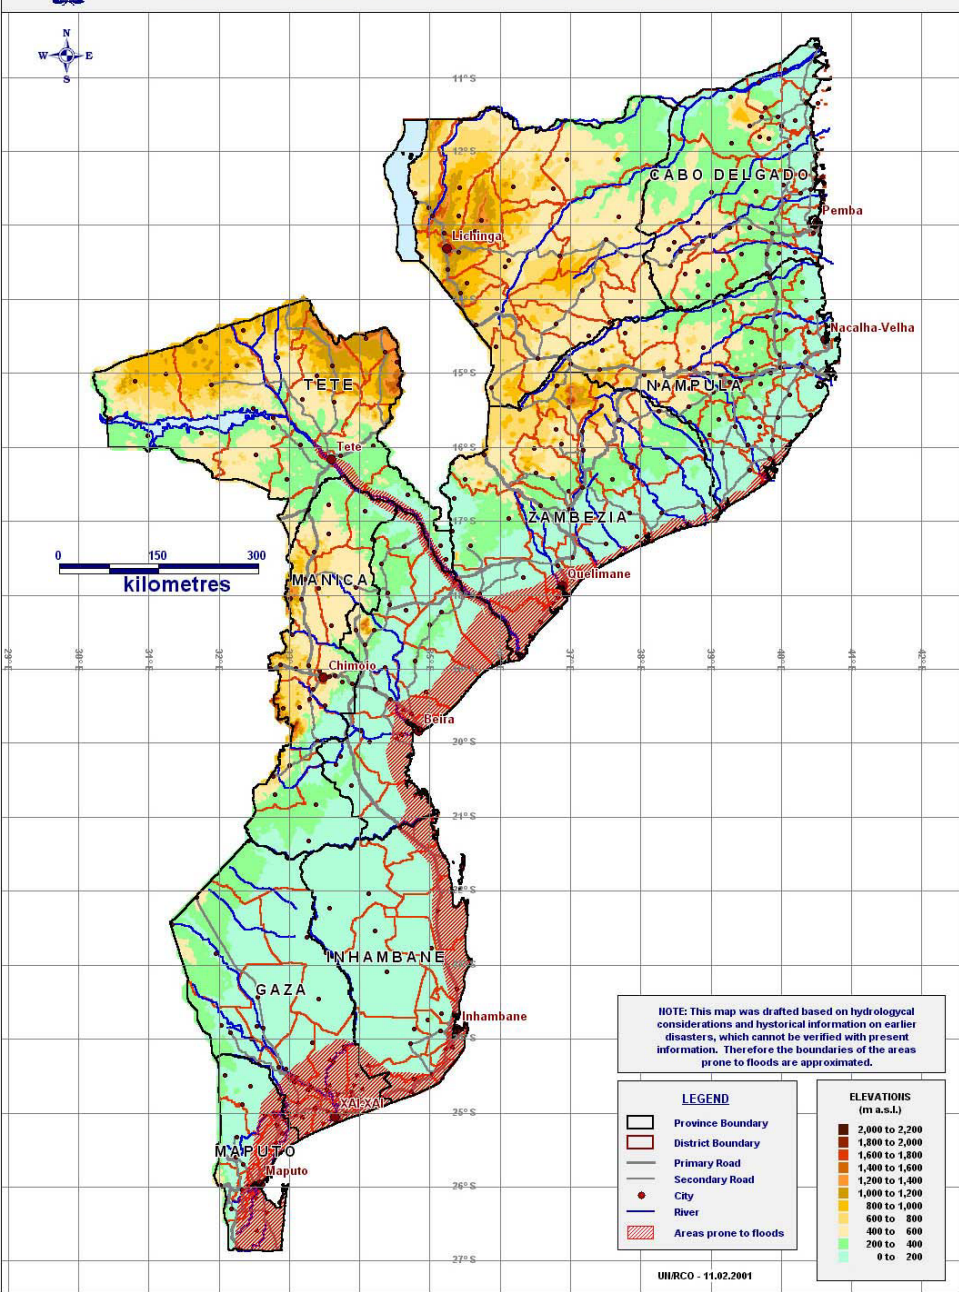 N
W E
S
11°S
12°S
CABO DELGADO
Pemba
Lichinga
Nacalha-Velha
TETE
15°S
NAMPULA
Tete
16°S
17°S
ZAMBEZIA
0 150 300
kilometres
MANICA
Quelimane
Chimoio
37°E
38°E
39°E
40°E
Beira
20°S
21°S
INHAMBANE
GAZA
Inhambane
XAI-XAI
25°S
MAPUTO
Maputo
26°S
27°S
NOTE: This map was drafted based on hydrologycal
considerations and hystorical information on earlier
disasters, which cannot be verified with present
information. Therefore the boundaries of the areas
prone to floods are approximated.
LEGEND
Province Boundary
District Boundary
Primary Road
Secondary Road
City
River
Areas prone to floods
ELEVATIONS
(m a.s.l.)
2,000 to 2,200
1,800 to 2,000
1,600 to 1,800
1,400 to 1,600
1,200 to 1,400
1,000 to 1,200
800 to 1,000
600 to 800
400 to 600
200 to 400
0 to 200
UN/RCO - 11.02.2001